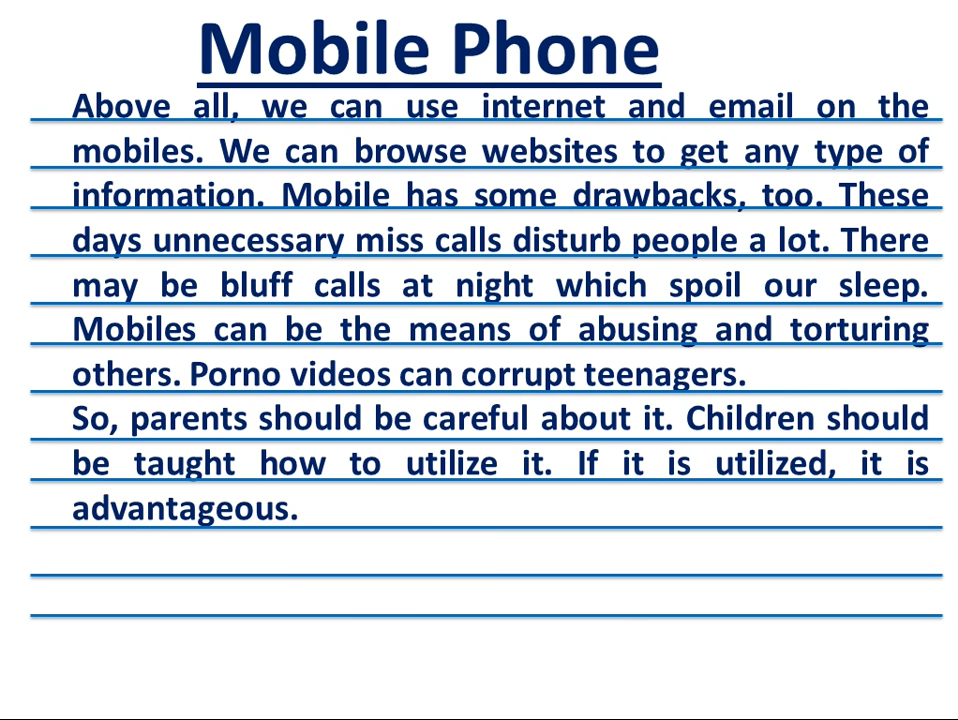 Mobile Phone
Above all, we can use internet and email on the
mobiles. We can browse websites to get any type of
information. Mobile has some drawbacks, too. These
days unnecessary miss calls disturb people a lot. There
may be bluff calls at night which spoil our sleep.
Mobiles can be the means of abusing and torturing
others. Porno videos can corrupt teenagers.
So, parents should be careful about it. Children should
be taught how to utilize it. If it is utilized, it is
advantageous.